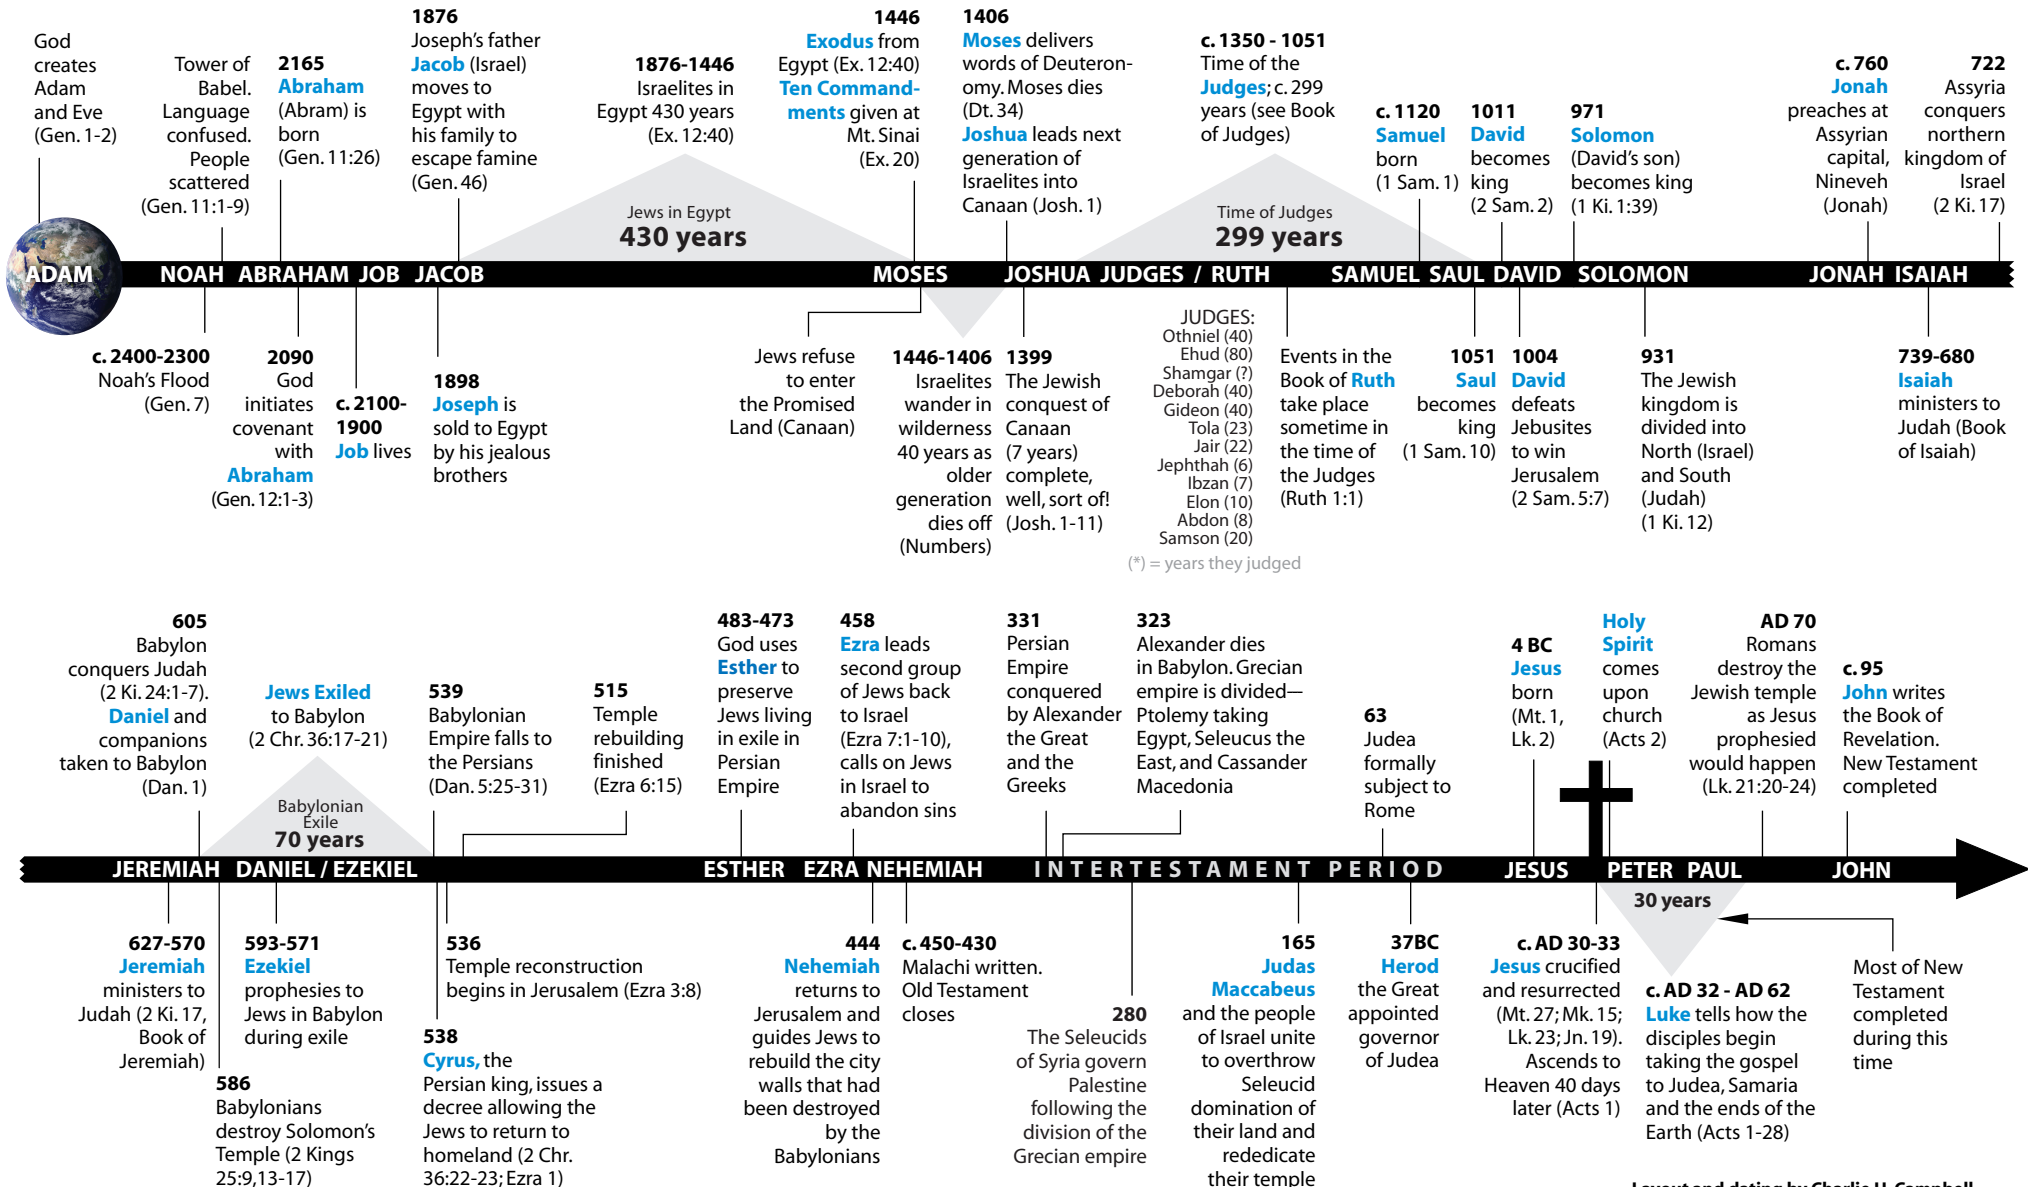 God
creates
Adam
and Eve
(Gen. 1-2)
Tower of
Babel.
Language
confused.
People
scattered
(Gen. 11:1-9)
2165
Abraham
(Abram) is
born
(Gen. 11:26)
1876
Joseph's father
Jacob (Israel)
moves to
Egypt with
his family to
escape famine
(Gen. 46)
1876-1446
Israelites in
Egypt 430 years
(Ex. 12:40)
Jews in Egypt
430 years
1446
Exodus from
Egypt (Ex. 12:40)
Ten Command-
ments given at
Mt. Sinai
(Ex. 20)
1406
Moses delivers
words of Deuteron-
omy. Moses dies
(Dt. 34)
Joshua leads next
generation of
Israelites into
Canaan (Josh. 1)
c. 1350 - 1051
Time of the
Judges; c. 299
years (see Book
of Judges)
Time of Judges
299 years
c. 1120
Samuel
born
(1 Sam. 1)
1011
David
becomes
king
(2 Sam. 2)
971
Solomon
(David's son)
becomes king
(1 Ki. 1:39)
c. 760
Jonah
preaches at
Assyrian
capital,
Nineveh
(Jonah)
722
Assyria
conquers
northern
kingdom of
Israel
(2 Ki. 17)
ADAM NOAH ABRAHAM JOB JACOB MOSES JOSHUA JUDGES / RUTH SAMUEL SAUL DAVID SOLOMON JONAH ISAIAH
c. 2400-2300
Noah's Flood
(Gen. 7)
2090
God
initiates
covenant
with
Abraham
(Gen. 12:1-3)
c. 2100-
1900
Job lives
1898
Joseph is
sold to Egypt
by his jealous
brothers
Jews refuse
to enter
the Promised
Land (Canaan)
1446-1406
Israelites
wander in
wilderness
40 years as
older
generation
dies off
(Numbers)
1399
The Jewish
conquest of
Canaan
(7 years)
complete,
well, sort of!
(Josh. 1-11)
JUDGES:
Othniel (40)
Ehud (80)
Shamgar (?)
Deborah (40)
Gideon (40)
Tola (23)
Jair (22)
Jephthah (6)
Ibzan (7)
Elon (10)
Abdon (8)
Samson (20)
(*) = years they judged
Events in the
Book of Ruth
take place
sometime in
the time of
the Judges
(Ruth 1:1)
1051
Saul
becomes
king
(1 Sam. 10)
1004
David
defeats
Jebusites
to win
Jerusalem
(2 Sam. 5:7)
931
The Jewish
kingdom is
divided into
North (Israel)
and South
(Judah)
(1 Ki. 12)
739-680
Isaiah
ministers to
Judah (Book
of Isaiah)
605
Babylon
conquers Judah
(2 Ki. 24:1-7).
Daniel and
companions
taken to Babylon
(Dan. 1)
Jews Exiled
to Babylon
(2 Chr. 36:17-21)
Babylonian
Exile
70 years
539
Babylonian
Empire falls to
the Persians
(Dan. 5:25-31)
515
Temple
rebuilding
finished
(Ezra 6:15)
483-473
God uses
Esther to
preserve
Jews living
in exile in
Persian
Empire
458
Ezra leads
second group
of Jews back
to Israel
(Ezra 7:1-10),
calls on Jews
in Israel to
abandon sins
331
Persian
Empire
conquered
by Alexander
the Great
and the
Greeks
323
Alexander dies
in Babylon. Grecian
empire is divided—
Ptolemy taking
Egypt, Seleucus the
East, and Cassander
Macedonia
63
Judea
formally
subject to
Rome
4 BC
Jesus
born
(Mt. 1,
Lk. 2)
Holy
Spirit
comes
upon
church
(Acts 2)
AD 70
Romans
destroy the
Jewish temple
as Jesus
prophesied
would happen
(Lk. 21:20-24)
c. 95
John writes
the Book of
Revelation.
New Testament
completed
JEREMIAH DANIEL / EZEKIEL ESTHER EZRA NEHEMIAH INTERTESTAMENT PERIOD JESUS PETER PAUL JOHN
30 years
627-570
Jeremiah
ministers to
Judah (2 Ki. 17,
Book of
Jeremiah)
586
Babylonians
destroy Solomon's
Temple (2 Kings
25:9,13-17)
593-571
Ezekiel
prophesies to
Jews in Babylon
during exile
536
Temple reconstruction
begins in Jerusalem (Ezra 3:8)
538
Cyrus, the
Persian king, issues a
decree allowing the
Jews to return to
homeland (2 Chr.
36:22-23; Ezra 1)
444
Nehemiah
returns to
Jerusalem and
guides Jews to
rebuild the city
walls that had
been destroyed
by the
Babylonians
c. 450-430
Malachi written.
Old Testament
closes
280
The Seleucids
of Syria govern
Palestine
following the
division of the
Grecian empire
165
Judas
Maccabeus
and the people
of Israel unite
to overthrow
Seleucid
domination of
their land and
rededicate
their temple
37BC
Herod
the Great
appointed
governor
of Judea
c. AD 30-33
Jesus crucified
and resurrected
(Mt. 27; Mk. 15;
Lk. 23; Jn. 19).
Ascends to
Heaven 40 days
later (Acts 1)
c. AD 32 - AD 62
Luke tells how the
disciples begin
taking the gospel
to Judea, Samaria
and the ends of the
Earth (Acts 1-28)
Most of New
Testament
completed
during this
time
Layout and dating by Charlie H. Campbell